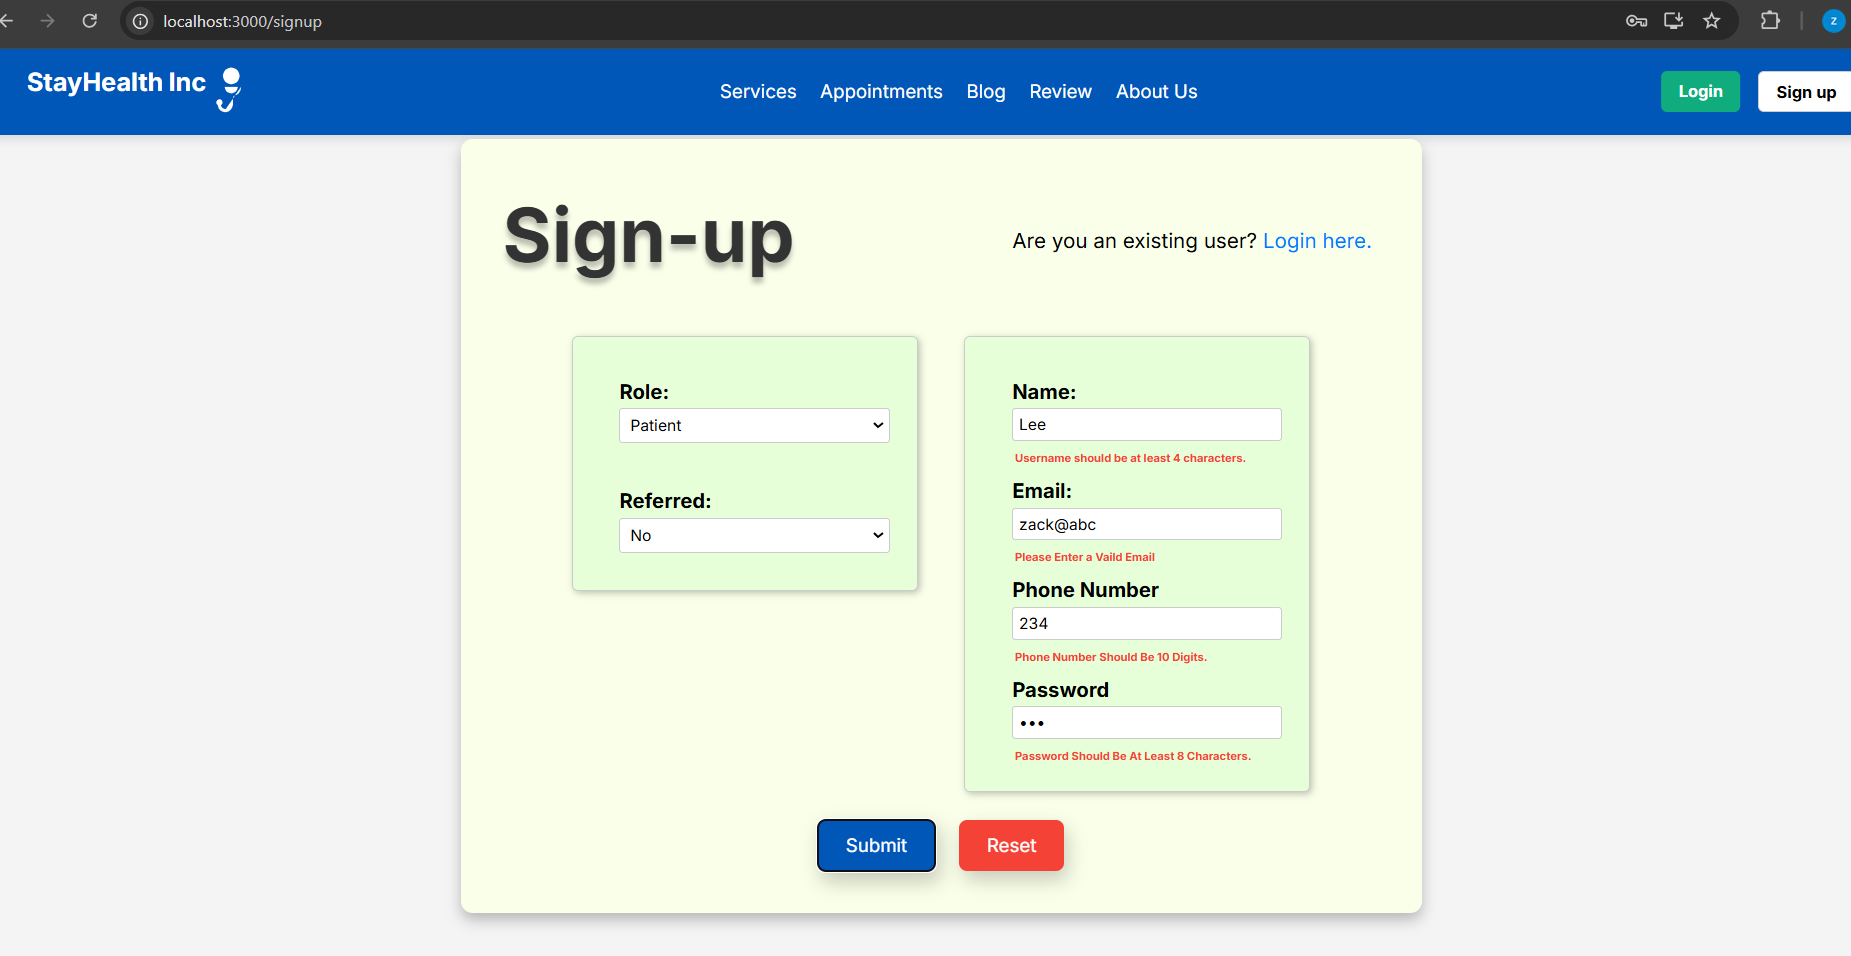 localhost:3000/signup
Z
StayHealth Inc
Services Appointments Blog Review About Us
Login Sign up
Sign-up
Are you an existing user? Login here.
Role:
Patient
Referred:
No
Name:
Lee
Username should be at least 4 characters.
Email:
zack@abc
Please Enter a Vaild Email
Phone Number
234
Phone Number Should Be 10 Digits.
Password
•••
Password Should Be At Least 8 Characters.
Submit Reset